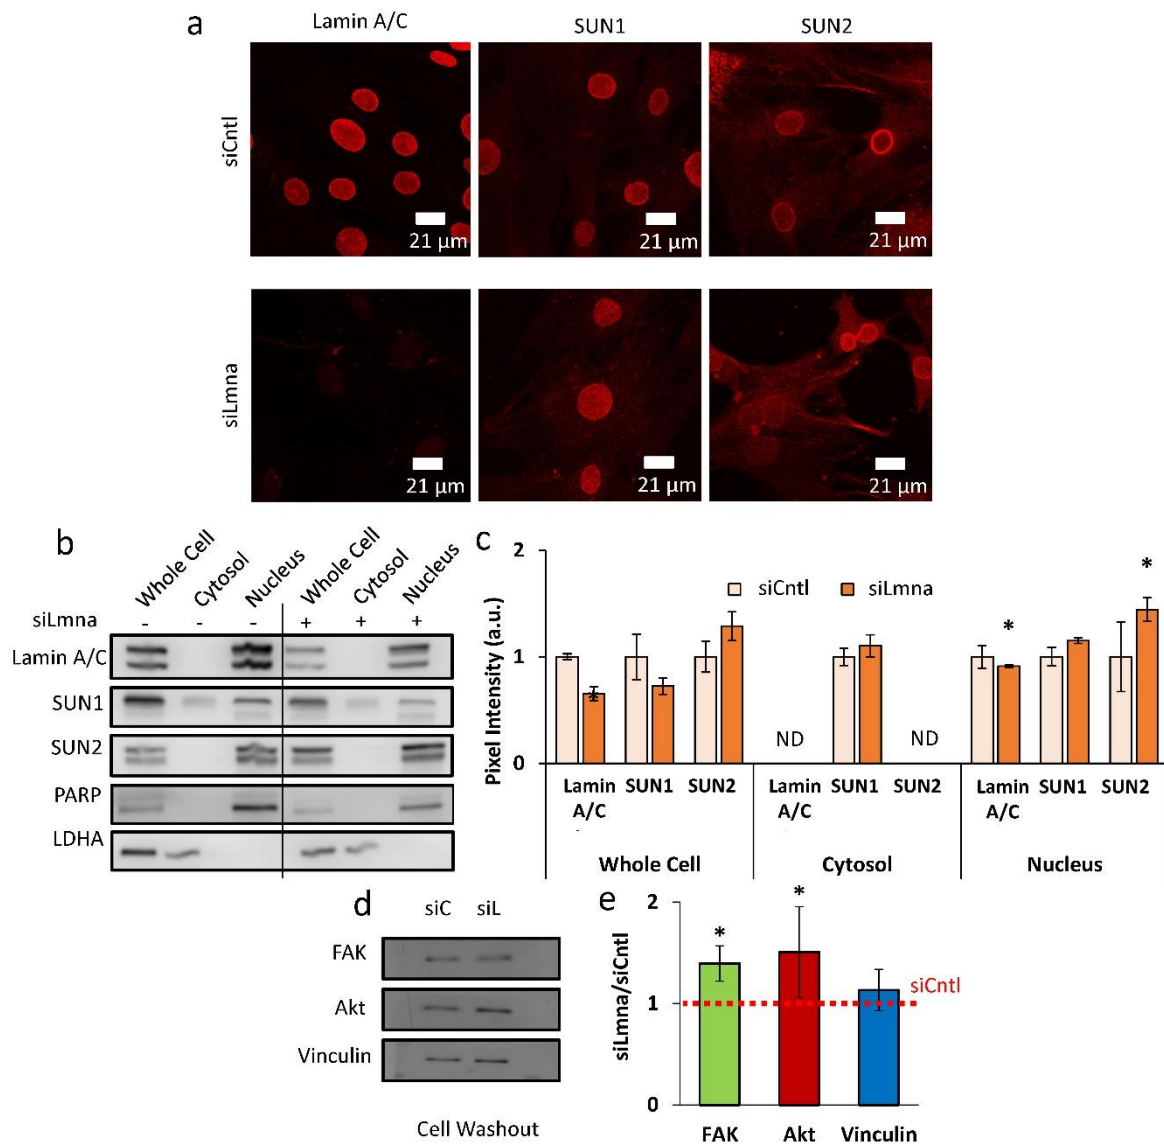 a
Lamin A/C SUN1 SUN2
siCntl
21 µm 21 µm 21 µm
siLmna
21 µm 21 µm 21 µm
b
Whole Cell Cytosol Nucleus Whole Cell Cytosol Nucleus
siLmna - - - + + +
Lamin A/C
SUN1
SUN2
PARP
LDHA
c
2
1
0
Pixel Intensity (a.u.)
siCntl siLmna
*
*
*
ND ND
Lamin A/C SUN1 SUN2 Lamin A/C SUN1 SUN2 Lamin A/C SUN1 SUN2
Whole Cell Cytosol Nucleus
d
siC siL
FAK
Akt
Vinculin
Cell Washout
e
2
1
0
siLmna/siCntl
*
*
siCntl
FAK Akt Vinculin